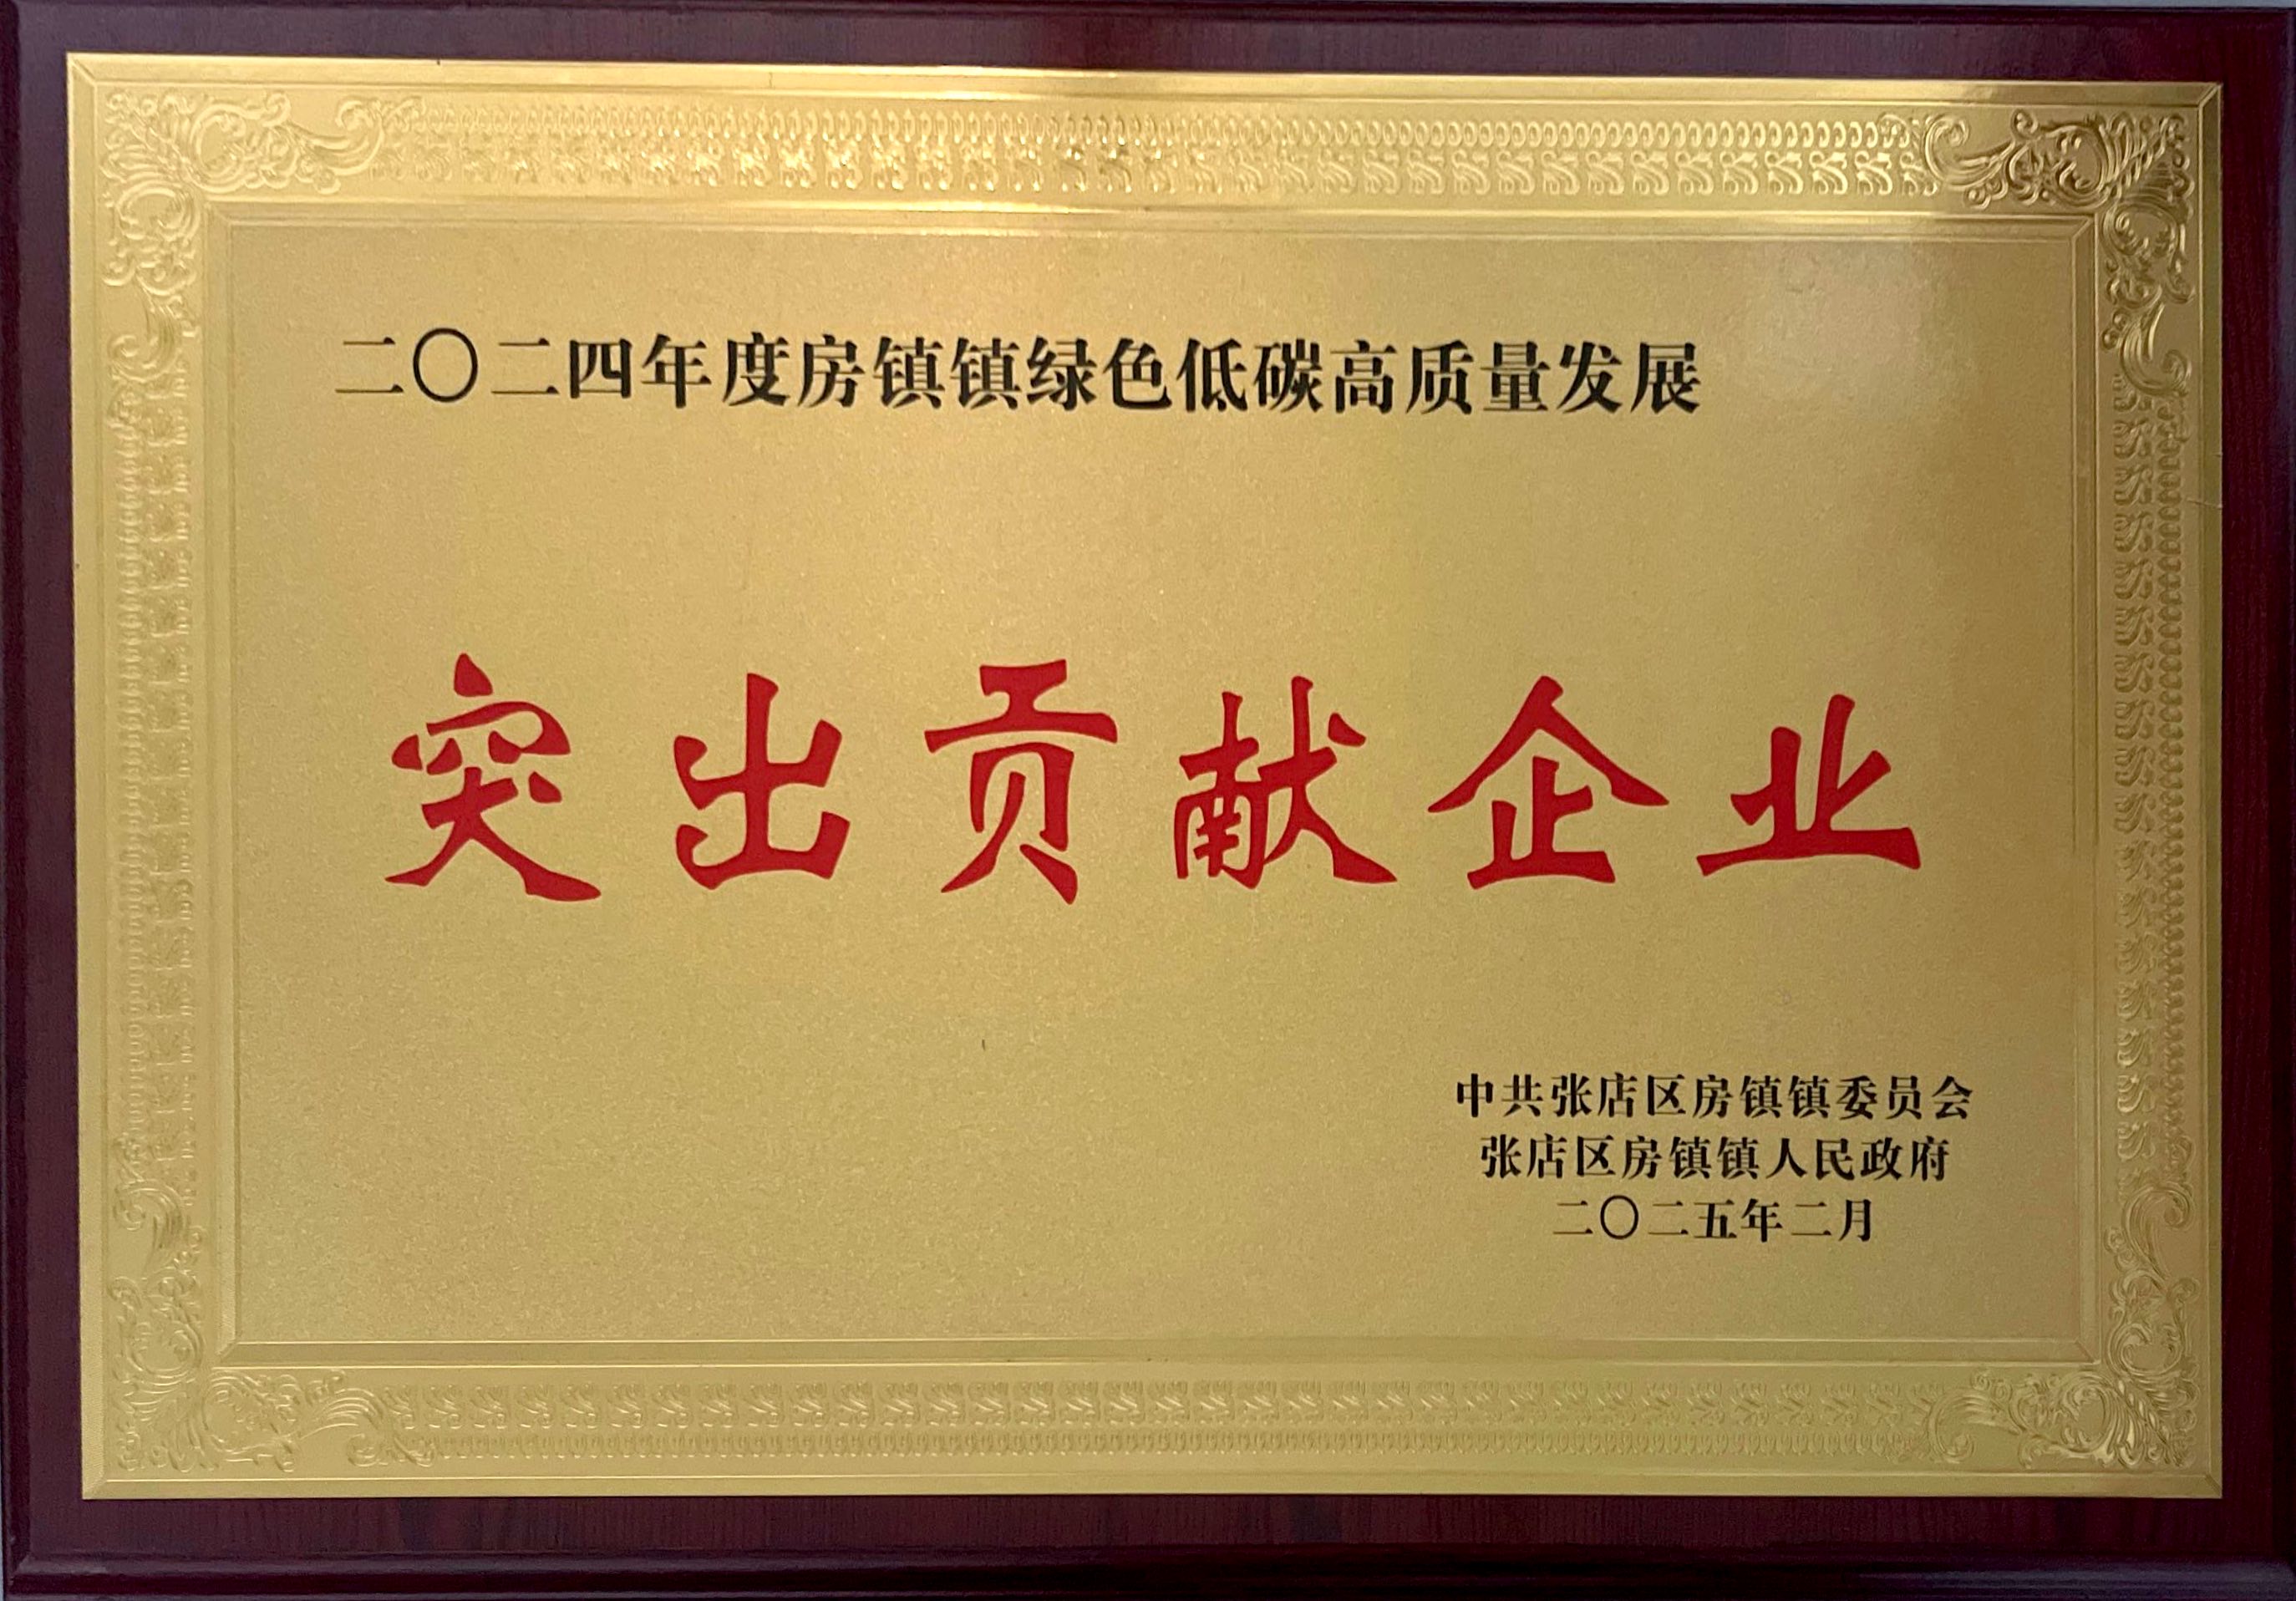 二〇二四年度房镇镇绿色低碳高质量发展
突出贡献企业
中共张店区房镇镇委员会
张店区房镇镇人民政府
二〇二五年二月